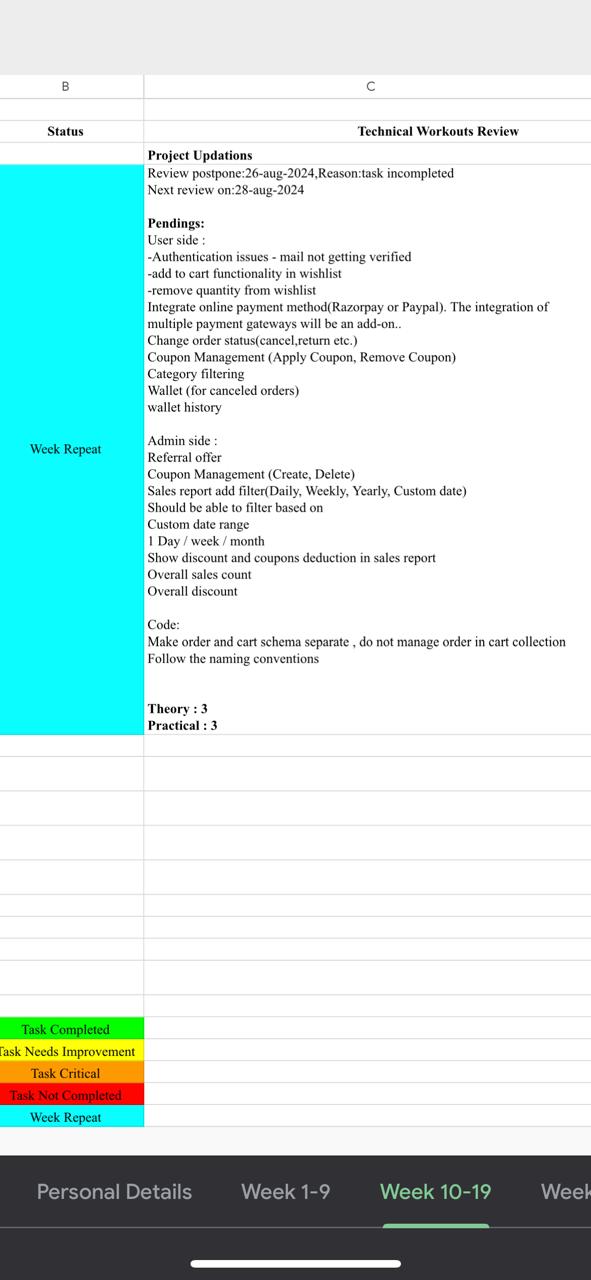 B
C
Status
Technical Workouts Review
Project Updations
Review postpone:26-aug-2024,Reason:task incompleted
Next review on:28-aug-2024
Pendings:
User side :
-Authentication issues - mail not getting verified
-add to cart functionality in wishlist
-remove quantity from wishlist
Integrate online payment method(Razorpay or Paypal). The integration of
multiple payment gateways will be an add-on..
Change order status(cancel,return etc.)
Coupon Management (Apply Coupon, Remove Coupon)
Category filtering
Wallet (for canceled orders)
wallet history
Week Repeat
Admin side :
Referral offer
Coupon Management (Create, Delete)
Sales report add filter(Daily, Weekly, Yearly, Custom date)
Should be able to filter based on
Custom date range
1 Day / week / month
Show discount and coupons deduction in sales report
Overall sales count
Overall discount
Code:
Make order and cart schema separate , do not manage order in cart collection
Follow the naming conventions
Theory : 3
Practical : 3
Task Completed
Task Needs Improvement
Task Critical
Task Not Completed
Week Repeat
Personal Details
Week 1-9
Week 10-19
Week